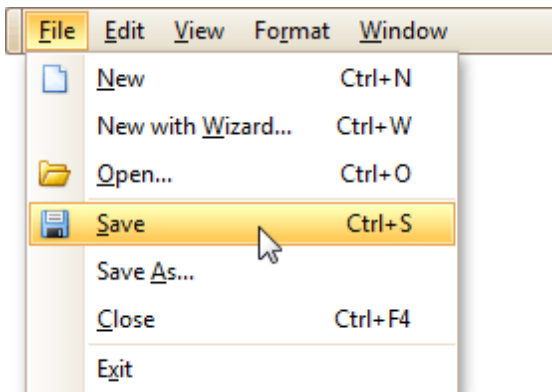 File Edit View Format Window
New Ctrl+N
New with Wizard... Ctrl+W
Open... Ctrl+O
Save Ctrl+S
Save As...
Close Ctrl+F4
Exit